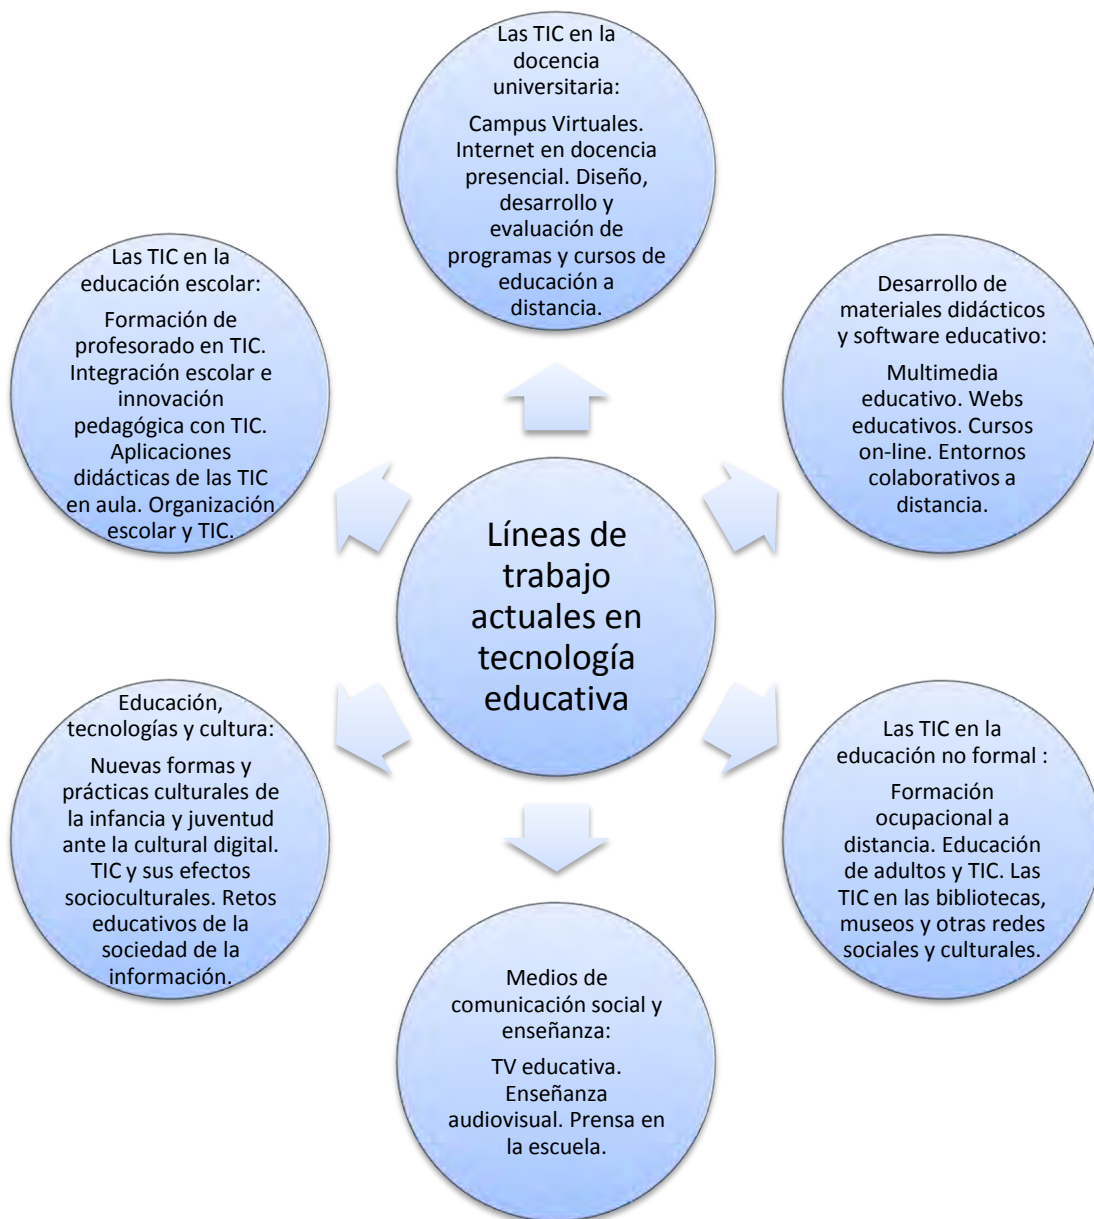 Las TIC en la
docencia
universitaria:
Campus Virtuales.
Internet en docencia
presencial. Diseño,
desarrollo y
evaluación de
programas y cursos de
educación a
distancia.
Las TIC en la
educación escolar:
Formación de
profesorado en TIC.
Integración escolar e
innovación
pedagógica con TIC.
Aplicaciones
didácticas de las TIC
en aula. Organización
escolar y TIC.
Desarrollo de
materiales didácticos
y software educativo:
Multimedia
educativo. Webs
educativos. Cursos
on-line. Entornos
colaborativos a
distancia.
Líneas de
trabajo
actuales en
tecnología
educativa
Educación,
tecnologías y cultura:
Nuevas formas y
prácticas culturales de
la infancia y juventud
ante la cultural digital.
TIC y sus efectos
socioculturales. Retos
educativos de la
sociedad de la
información.
Las TIC en la
educación no formal :
Formación
ocupacional a
distancia. Educación
de adultos y TIC. Las
TIC en las bibliotecas,
museos y otras redes
sociales y culturales.
Medios de
comunicación social y
enseñanza:
TV educativa.
Enseñanza
audiovisual. Prensa en
la escuela.